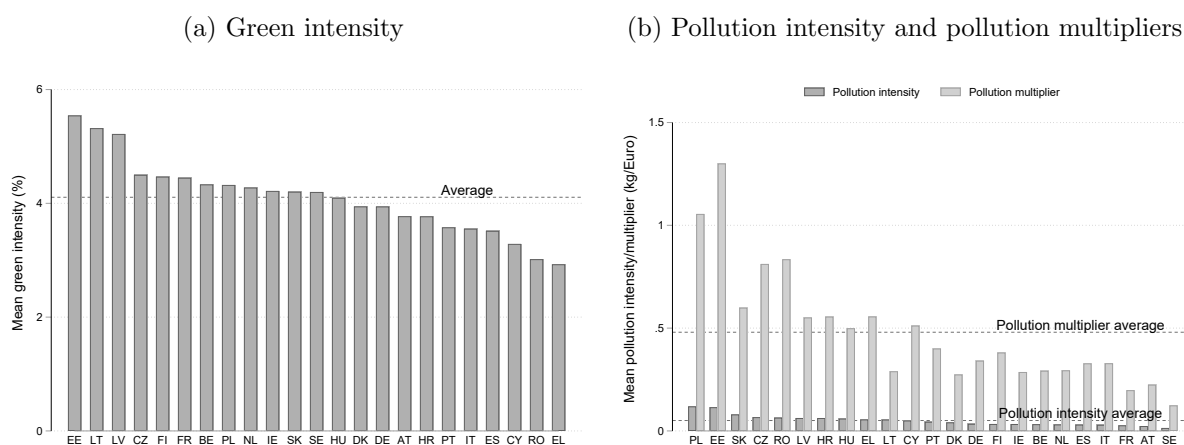 (a) Green intensity
6
4
2
0
Mean green intensity (%)
Average
EE LT LV CZ FI FR BE PL NL IE SK SE HU DK DE AT HR PT IT ES CY RO EL
(b) Pollution intensity and pollution multipliers
Pollution intensity Pollution multiplier
1.5
1
.5
0
Mean pollution intensity/multiplier (kg/Euro)
Pollution multiplier average
Pollution intensity average
PL EE SK CZ RO LV HR HU EL LT CY PT DK DE FI IE BE NL ES IT FR AT SE